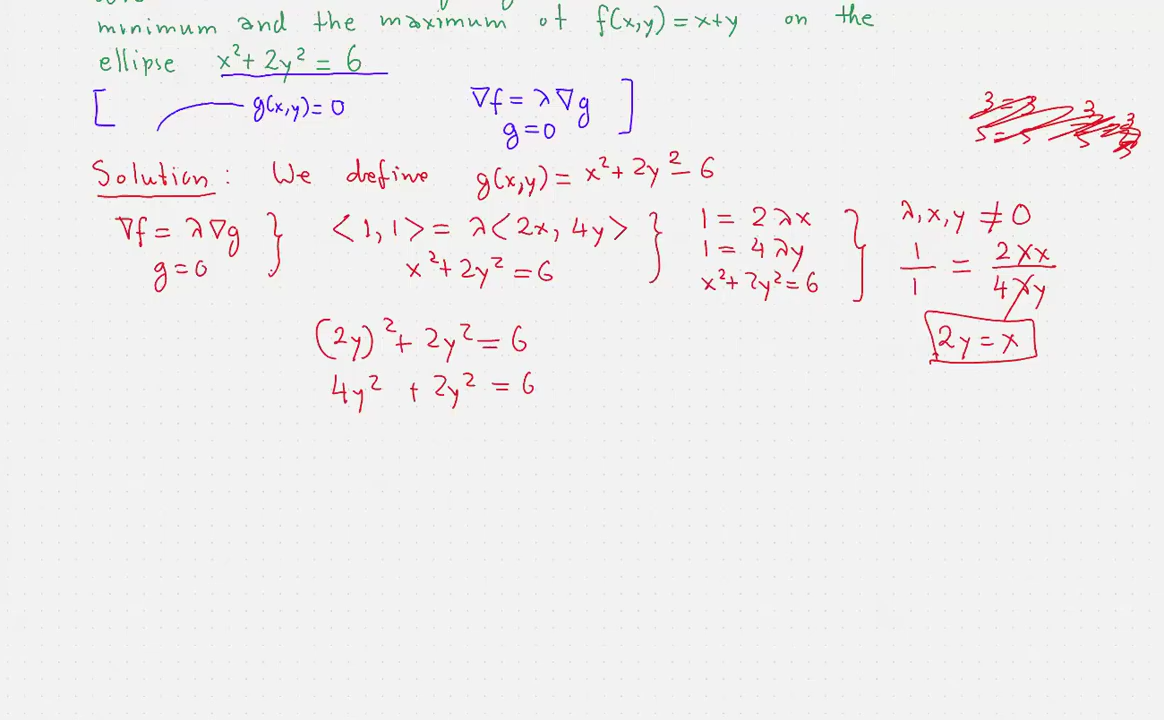 minimum and the maximum of f(x,y) = x+y on the
ellipse x² + 2y² = 6
[ g(x,y) = 0 ∇f = λ∇g ]
g = 0
Solution : We define g(x,y) = x² + 2y² − 6
∇f = λ∇g } <1, 1> = λ<2x, 4y> } 1 = 2λx } λ, x, y ≠ 0
g = 0 x² + 2y² = 6 1 = 4λy 1/1 = 2λx/4λy
x² + 2y² = 6
2y = x
(2y)² + 2y² = 6
4y² + 2y² = 6